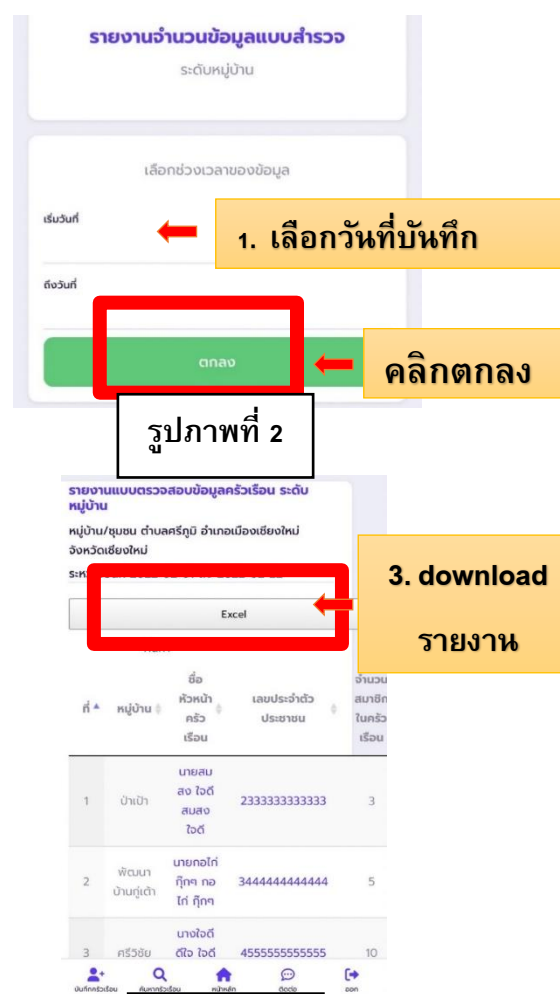 รายงานจำนวนข้อมูลแบบสำรวจ
ระดับหมู่บ้าน
เลือกช่วงเวลาของข้อมูล
เริ่มวันที่
1. เลือกวันที่บันทึก
ถึงวันที่
ตกลง
คลิกตกลง
รูปภาพที่ 2
รายงานแบบตรวจสอบข้อมูลครัวเรือน ระดับ
หมู่บ้าน
หมู่บ้าน/ชุมชน ตำบลศรีภูมิ อำเภอเมืองเชียงใหม่
จังหวัดเชียงใหม่
3. download
รายงาน
Excel
ที่ หมู่บ้าน ชื่อหัวหน้าครัวเรือน เลขประจำตัวประชาชน จำนวนสมาชิกในครัวเรือน
1 ป่าเป้า นายสมสง ใจดี สมสง ใจดี 2333333333333 3
2 พัฒนาบ้านกู่เต้า นายกอไก่ กุ๊กๆ กอไก่ กุ๊กๆ 3444444444444 5
3 ศรีวิชัย นางใจดี ดีใจ ใจดี 4555555555555 10
บันทึกครัวเรือน ค้นหาครัวเรือน หน้าหลัก ติดต่อ ออก